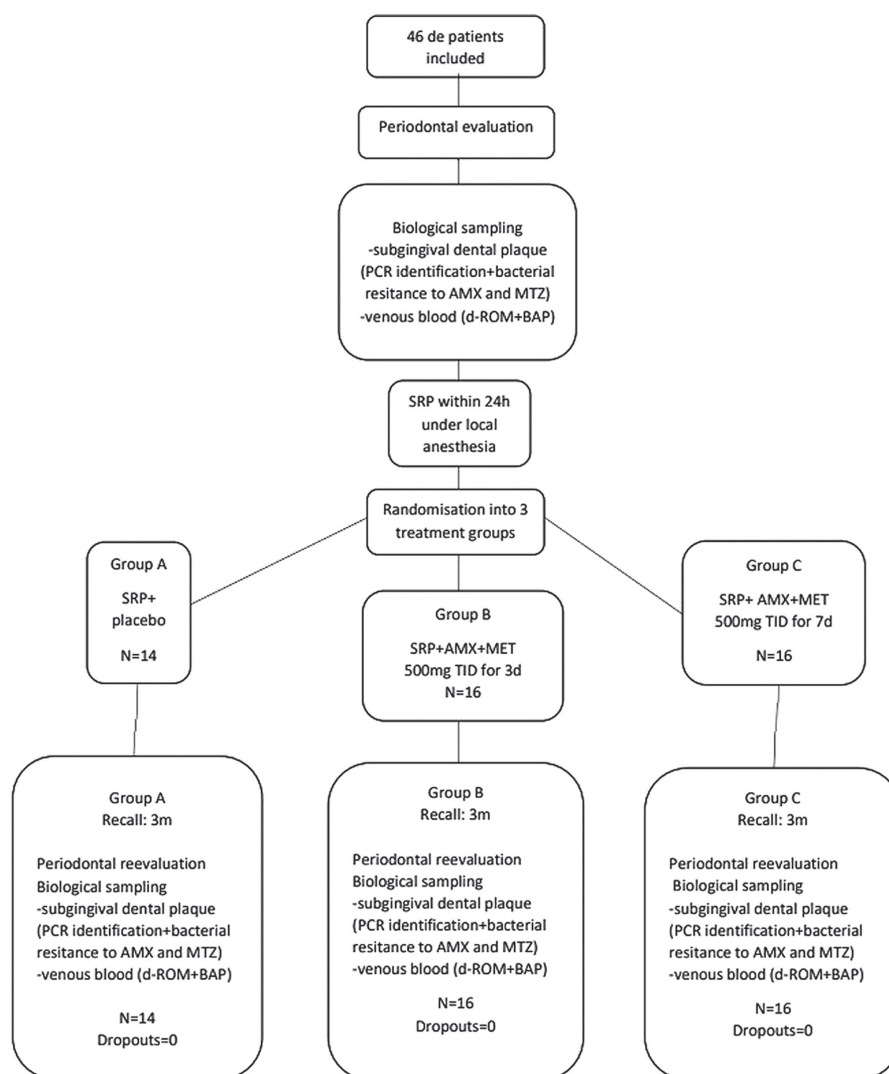 46 de patients
included
Periodontal evaluation
Biological sampling
-subgingival dental plaque
(PCR identification+bacterial
resitance to AMX and MTZ)
-venous blood (d-ROM+BAP)
SRP within 24h
under local
anesthesia
Randomisation into 3
treatment groups
Group A
SRP+
placebo
N=14
Group B
SRP+AMX+MET
500mg TID for 3d
N=16
Group C
SRP+ AMX+MET
500mg TID for 7d
N=16
Group A
Recall: 3m
Periodontal reevaluation
Biological sampling
-subgingival dental plaque
(PCR identification+bacterial
resitance to AMX and MTZ)
-venous blood (d-ROM+BAP)
N=14
Dropouts=0
Group B
Recall: 3m
Periodontal reevaluation
Biological sampling
-subgingival dental plaque
(PCR identification+bacterial
resitance to AMX and MTZ)
-venous blood (d-ROM+BAP)
N=16
Dropouts=0
Group C
Recall: 3m
Periodontal reevaluation
Biological sampling
-subgingival dental plaque
(PCR identification+bacterial
resitance to AMX and MTZ)
-venous blood (d-ROM+BAP)
N=16
Dropouts=0